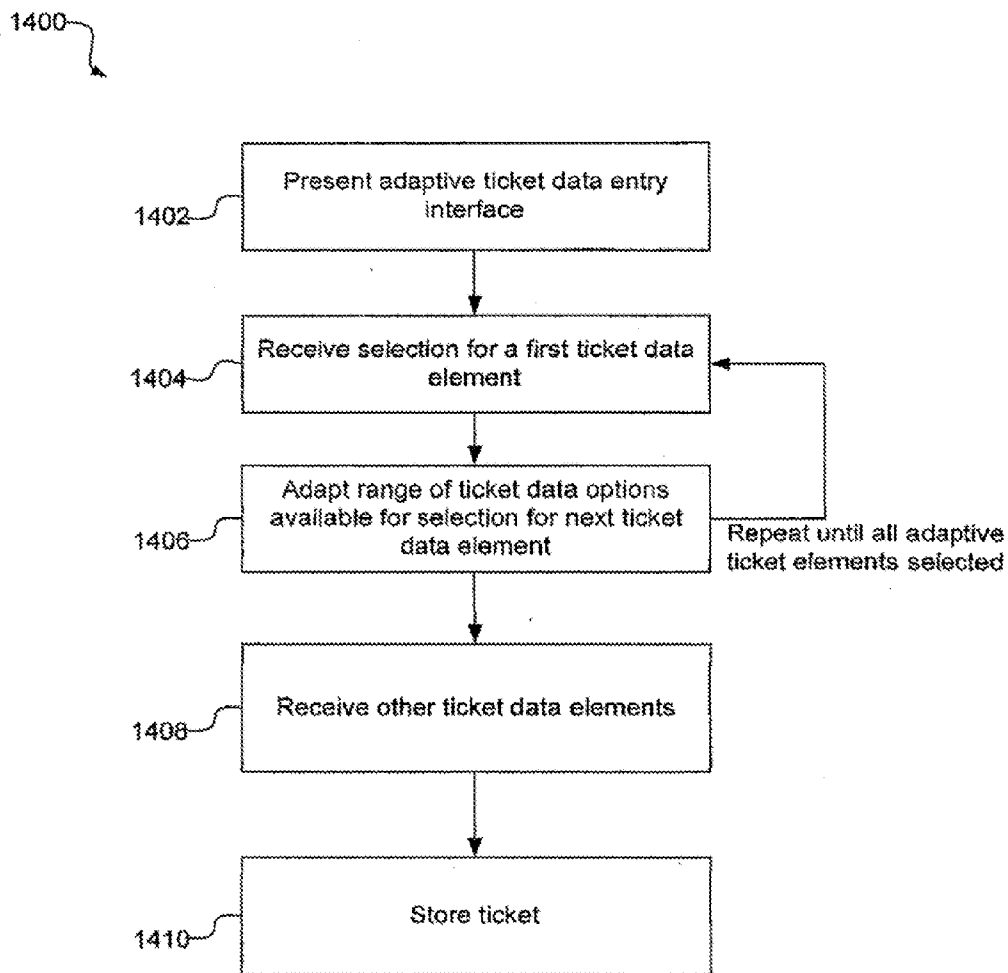 1400
Present adaptive ticket data entry
interface
1402
Receive selection for a first ticket data
element
1404
Adapt range of ticket data options
available for selection for next ticket
data element
1406
Repeat until all adaptive
ticket elements selected
Receive other ticket data elements
1408
Store ticket
1410